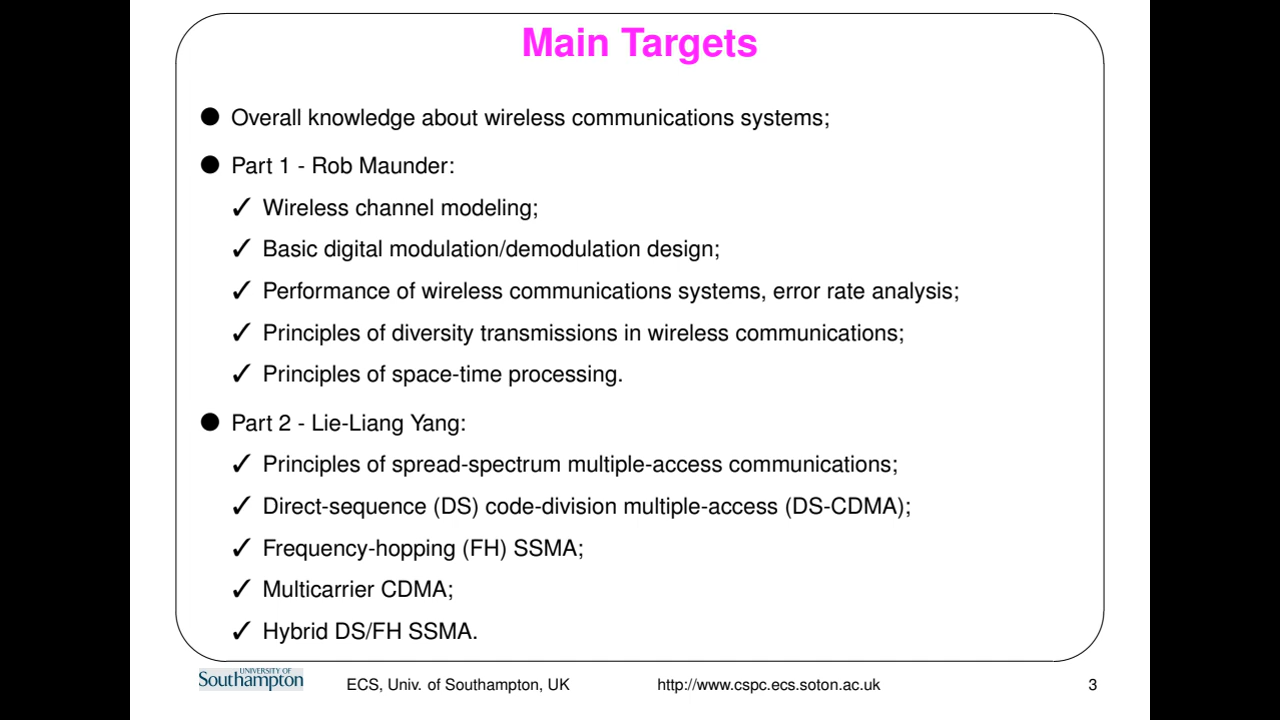 Main Targets
● Overall knowledge about wireless communications systems;
● Part 1 - Rob Maunder:
✓ Wireless channel modeling;
✓ Basic digital modulation/demodulation design;
✓ Performance of wireless communications systems, error rate analysis;
✓ Principles of diversity transmissions in wireless communications;
✓ Principles of space-time processing.
● Part 2 - Lie-Liang Yang:
✓ Principles of spread-spectrum multiple-access communications;
✓ Direct-sequence (DS) code-division multiple-access (DS-CDMA);
✓ Frequency-hopping (FH) SSMA;
✓ Multicarrier CDMA;
✓ Hybrid DS/FH SSMA.
UNIVERSITY OF
Southampton
ECS, Univ. of Southampton, UK http://www.cspc.ecs.soton.ac.uk 3